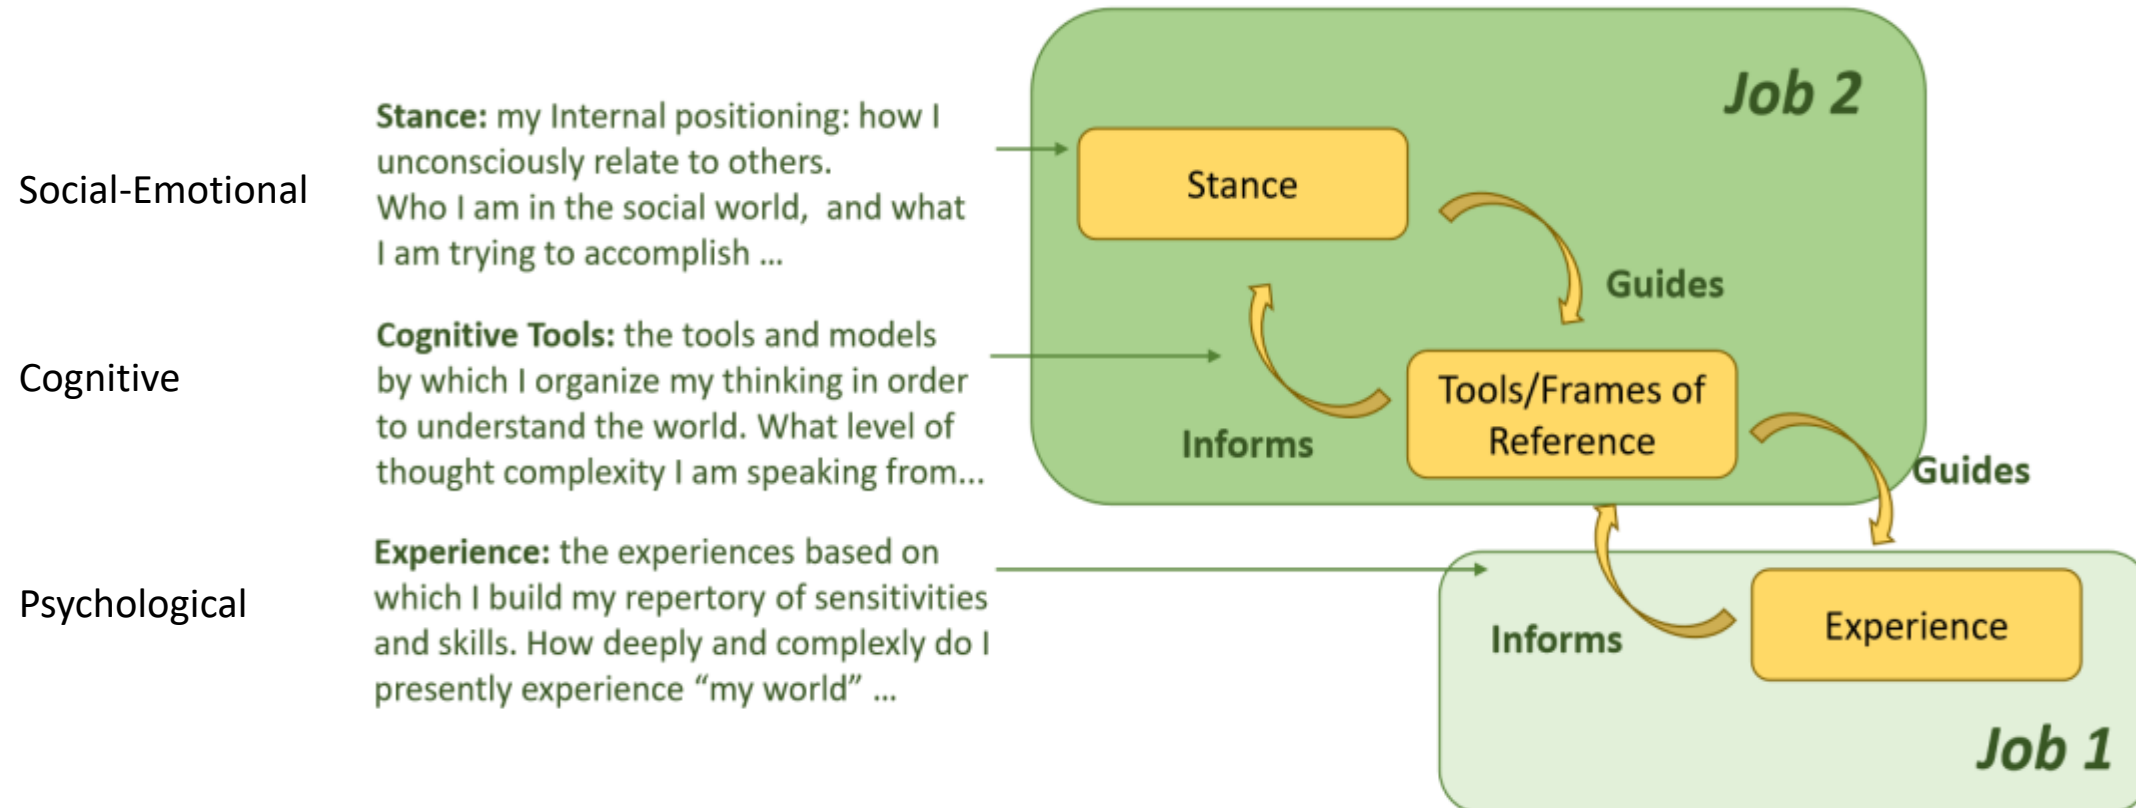 Social-Emotional
Stance: my Internal positioning: how I
unconsciously relate to others.
Who I am in the social world, and what
I am trying to accomplish ...
Cognitive
Cognitive Tools: the tools and models
by which I organize my thinking in order
to understand the world. What level of
thought complexity I am speaking from...
Psychological
Experience: the experiences based on
which I build my repertory of sensitivities
and skills. How deeply and complexly do I
presently experience “my world” ...
Job 2
Stance
Guides
Tools/Frames of
Reference
Informs
Guides
Informs
Experience
Job 1